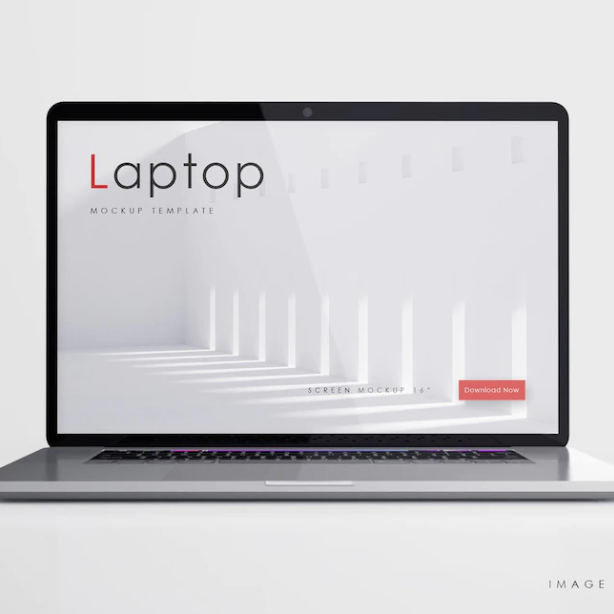 Laptop
MOCKUP TEMPLATE
SCREEN MOCKUP 16"
Download Now
IMAGE